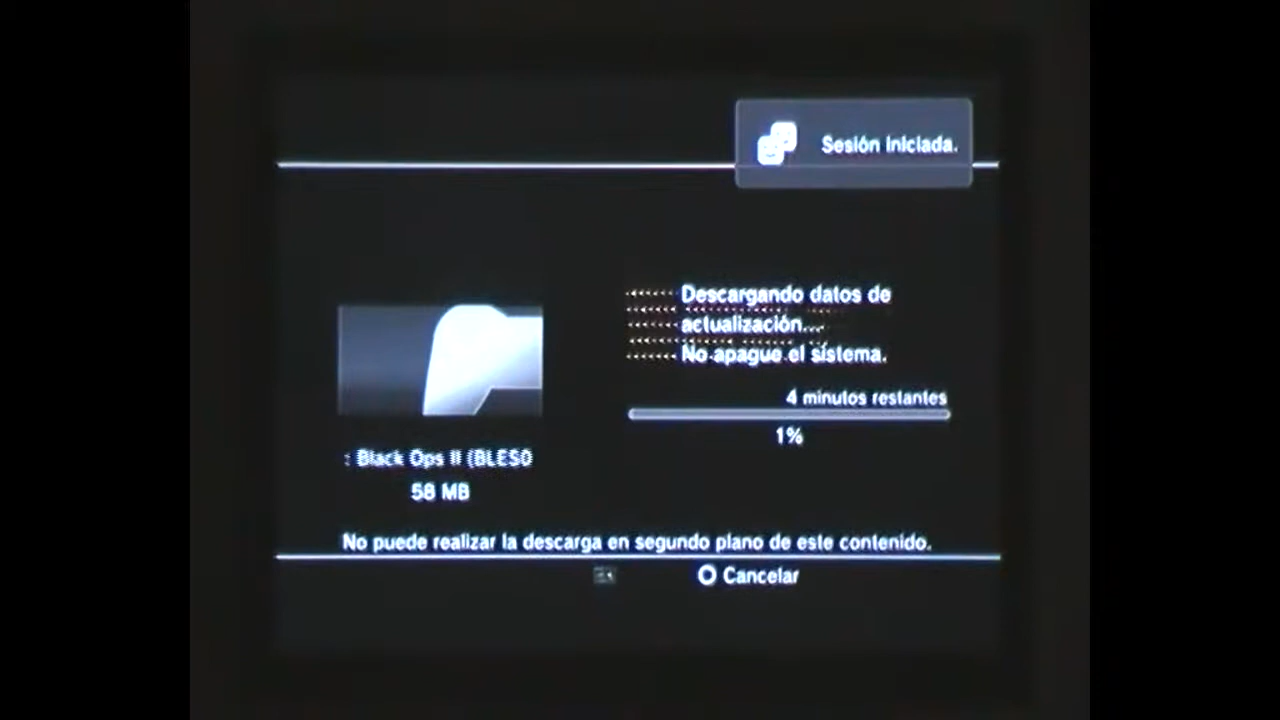 Sesión iniciada.
Descargando datos de
actualización...
No apague el sistema.
4 minutos restantes
1%
: Black Ops II (BLES0
58 MB
No puede realizar la descarga en segundo plano de este contenido.
Cancelar